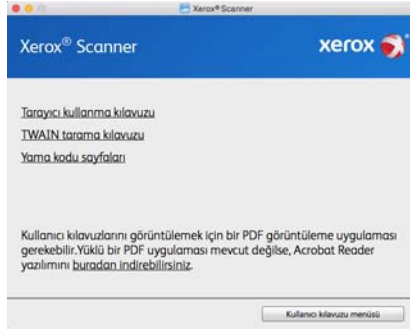 Xerox® Scanner
Xerox® Scanner
xerox
Tarayıcı kullanma kılavuzu
TWAIN tarama kılavuzu
Yama kodu sayfaları
Kullanıcı kılavuzlarını görüntülemek için bir PDF görüntüleme uygulaması
gerekebilir.Yüklü bir PDF uygulaması mevcut değilse, Acrobat Reader
yazılımını buradan indirebilirsiniz.
Kullanıcı kılavuzu menüsü